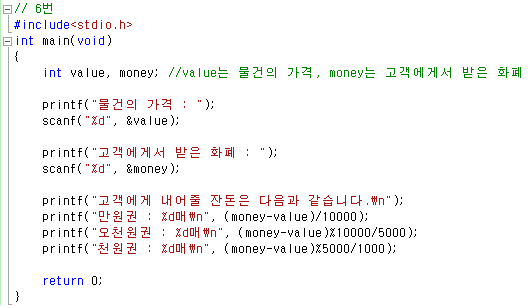 // 6번
#include<stdio.h>
int main(void)
{
int value, money; //value는 물건의 가격, money는 고객에게서 받은 화폐
printf("물건의 가격 : ");
scanf("%d", &value);
printf("고객에게서 받은 화폐 : ");
scanf("%d", &money);
printf("고객에게 내어줄 잔돈은 다음과 같습니다.₩n");
printf("만원권 : %d매₩n", (money-value)/10000);
printf("오천원권 : %d매₩n", (money-value)%10000/5000);
printf("천원권 : %d매₩n", (money-value)%5000/1000);
return 0;
}